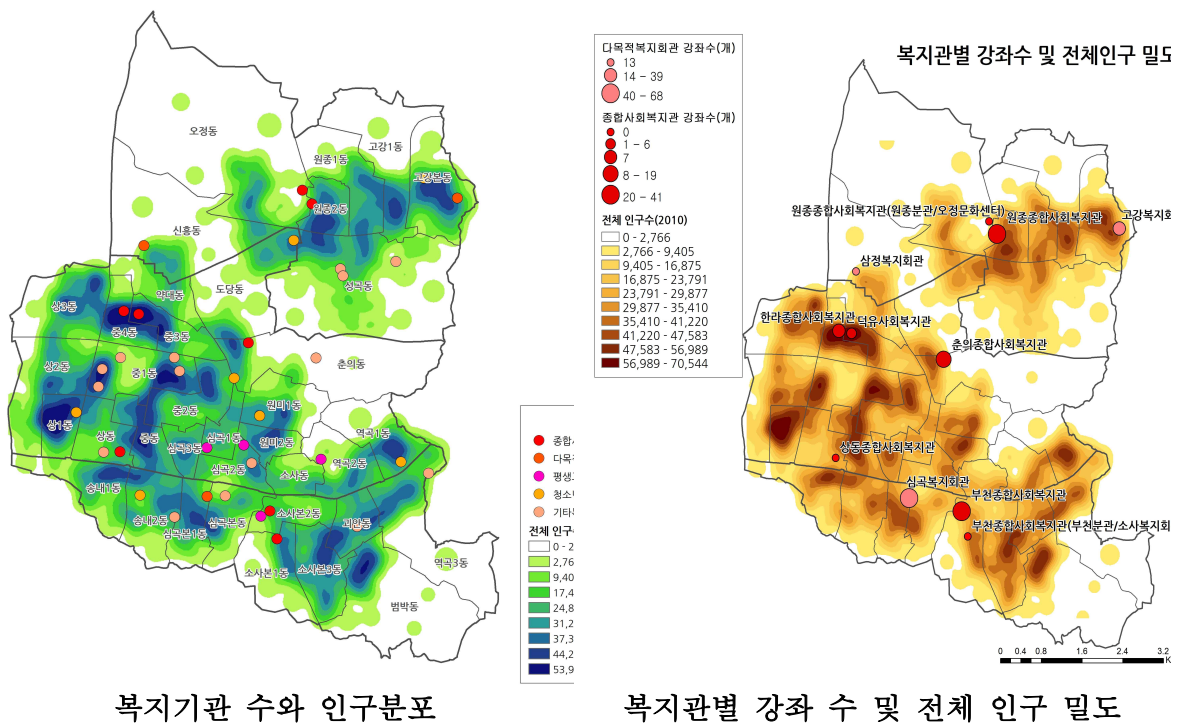 오정동
고강1동
원종1동
고강본동
원종2동
신흥동
성곡동
도당동
약대동
상3동
중4동
중3동
춘의동
상2동
중1동
원미1동
중2동
상1동
역곡1동
상동
중동
심곡1동
심곡3동
원미2동
역곡2동
심곡2동
소사동
송내1동
소사본2동
송내2동
심곡본동
괴안동
심곡본1동
소사본1동
소사본3동
역곡3동
범박동
종합
다목
평생
청소
기타
전체 인구
0 - 2
2,76
9,40
17,4
24,8
31,2
37,3
44,2
53,9
복지기관 수와 인구분포
다목적복지회관 강좌수(개)
13
14 - 39
40 - 68
종합사회복지관 강좌수(개)
0
1 - 6
7
8 - 19
20 - 41
전체 인구수(2010)
0 - 2,766
2,766 - 9,405
9,405 - 16,875
16,875 - 23,791
23,791 - 29,877
29,877 - 35,410
35,410 - 41,220
41,220 - 47,583
47,583 - 56,989
56,989 - 70,544
복지관별 강좌수 및 전체인구 밀도
원종종합사회복지관(원종분관/오정문화센터)
원종종합사회복지관
고강복지회
삼정복지회관
한라종합사회복지관
덕유사회복지관
춘의종합사회복지관
상동종합사회복지관
심곡복지회관
부천종합사회복지관
부천종합사회복지관(부천분관/소사복지회
0 0.4 0.8 1.6 2.4 3.2
K
복지관별 강좌 수 및 전체 인구 밀도